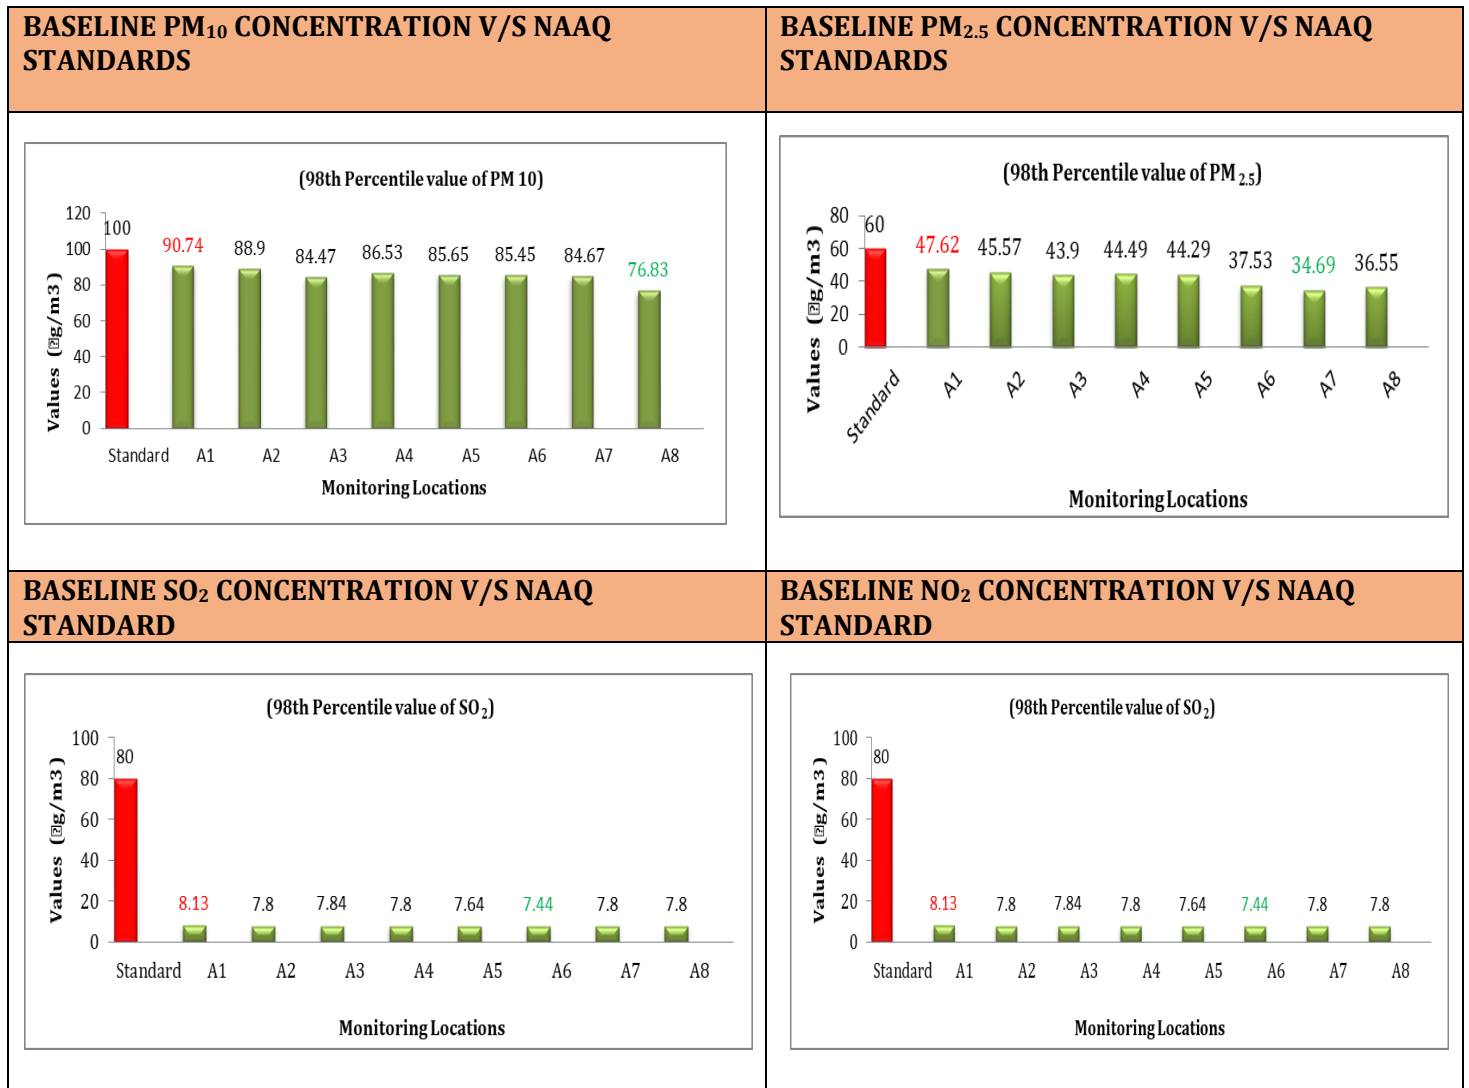 BASELINE PM₁₀ CONCENTRATION V/S NAAQ
STANDARDS
BASELINE PM₂.₅ CONCENTRATION V/S NAAQ
STANDARDS
(98th Percentile value of PM 10)
Values (⍰g/m3)
120
100
80
60
40
20
0
100
90.74
88.9
84.47
86.53
85.65
85.45
84.67
76.83
Standard A1 A2 A3 A4 A5 A6 A7 A8
Monitoring Locations
(98th Percentile value of PM ₂.₅)
Values (⍰g/m3)
80
60
40
20
0
60
47.62
45.57
43.9
44.49
44.29
37.53
34.69
36.55
Standard A1 A2 A3 A4 A5 A6 A7 A8
Monitoring Locations
BASELINE SO₂ CONCENTRATION V/S NAAQ
STANDARD
BASELINE NO₂ CONCENTRATION V/S NAAQ
STANDARD
(98th Percentile value of SO₂)
Values (⍰g/m3)
100
80
60
40
20
0
80
8.13
7.8
7.84
7.8
7.64
7.44
7.8
7.8
Standard A1 A2 A3 A4 A5 A6 A7 A8
Monitoring Locations
(98th Percentile value of SO₂)
Values (⍰g/m3)
100
80
60
40
20
0
80
8.13
7.8
7.84
7.8
7.64
7.44
7.8
7.8
Standard A1 A2 A3 A4 A5 A6 A7 A8
Monitoring Locations